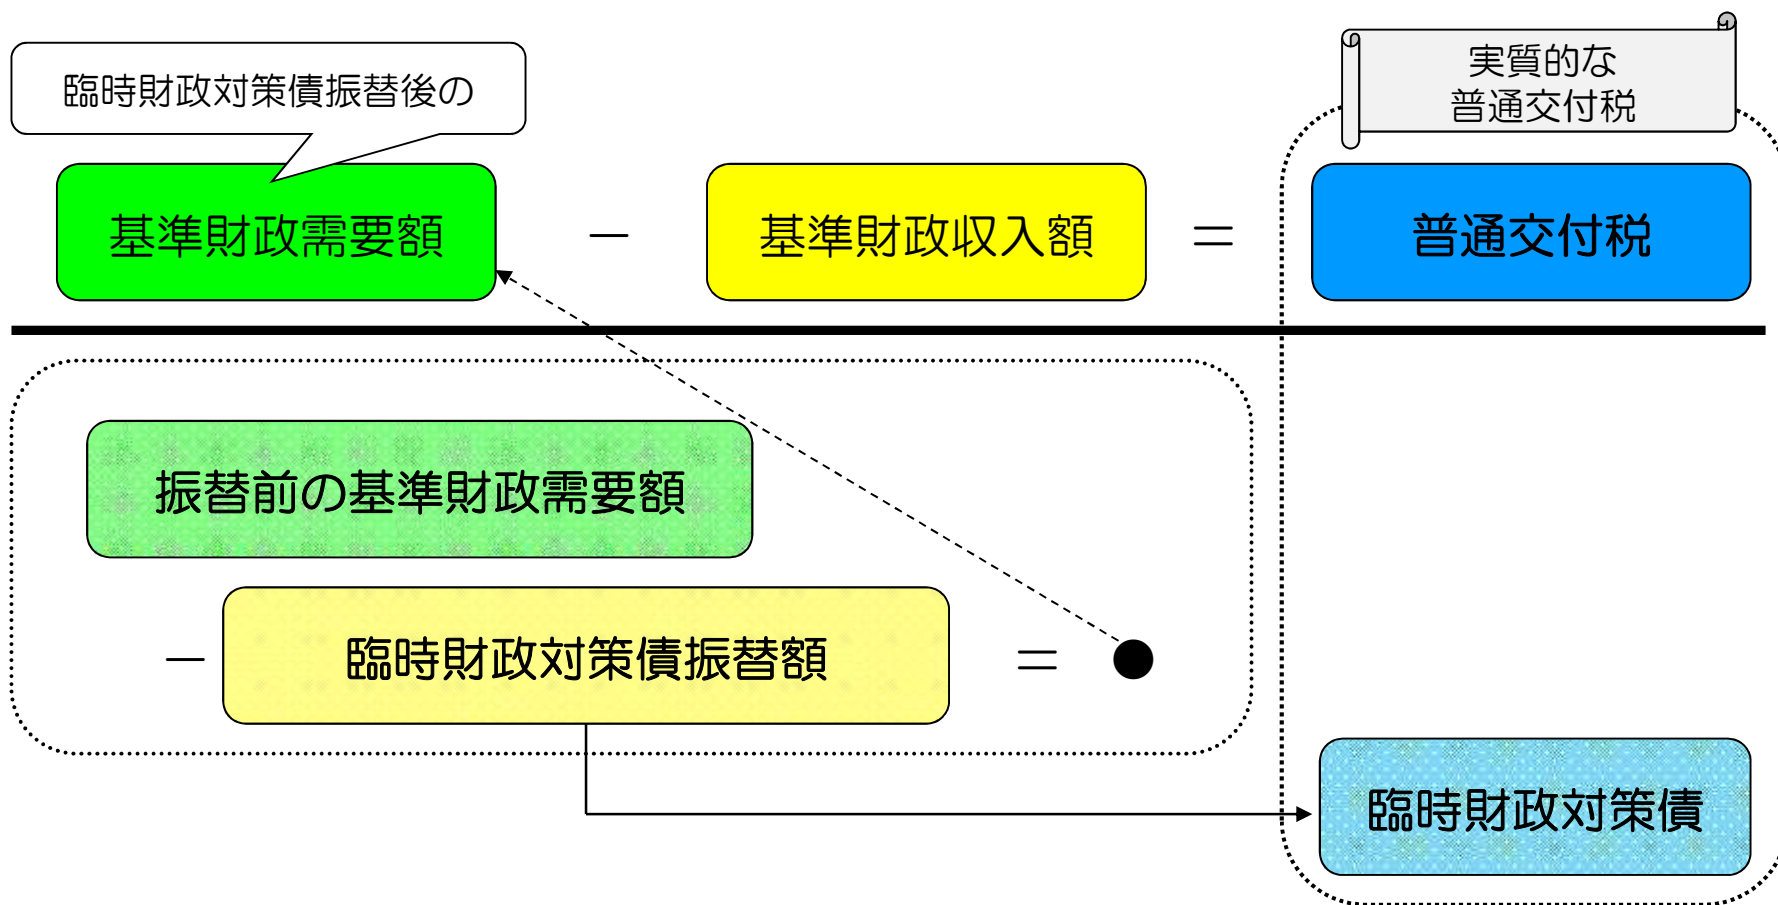 臨時財政対策債振替後の
実質的な
普通交付税
基準財政需要額 － 基準財政収入額 ＝ 普通交付税
振替前の基準財政需要額
－ 臨時財政対策債振替額 ＝ ●
臨時財政対策債